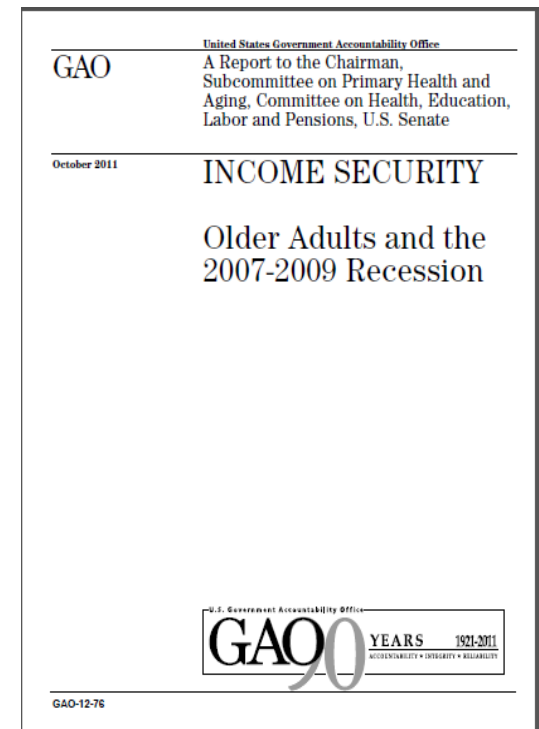 United States Government Accountability Office
GAO
A Report to the Chairman,
Subcommittee on Primary Health and
Aging, Committee on Health, Education,
Labor and Pensions, U.S. Senate
October 2011
INCOME SECURITY
Older Adults and the
2007-2009 Recession
U.S. Government Accountability Office
GAO90
YEARS 1921-2011
ACCOUNTABILITY ★ INTEGRITY ★ RELIABILITY
GAO-12-76